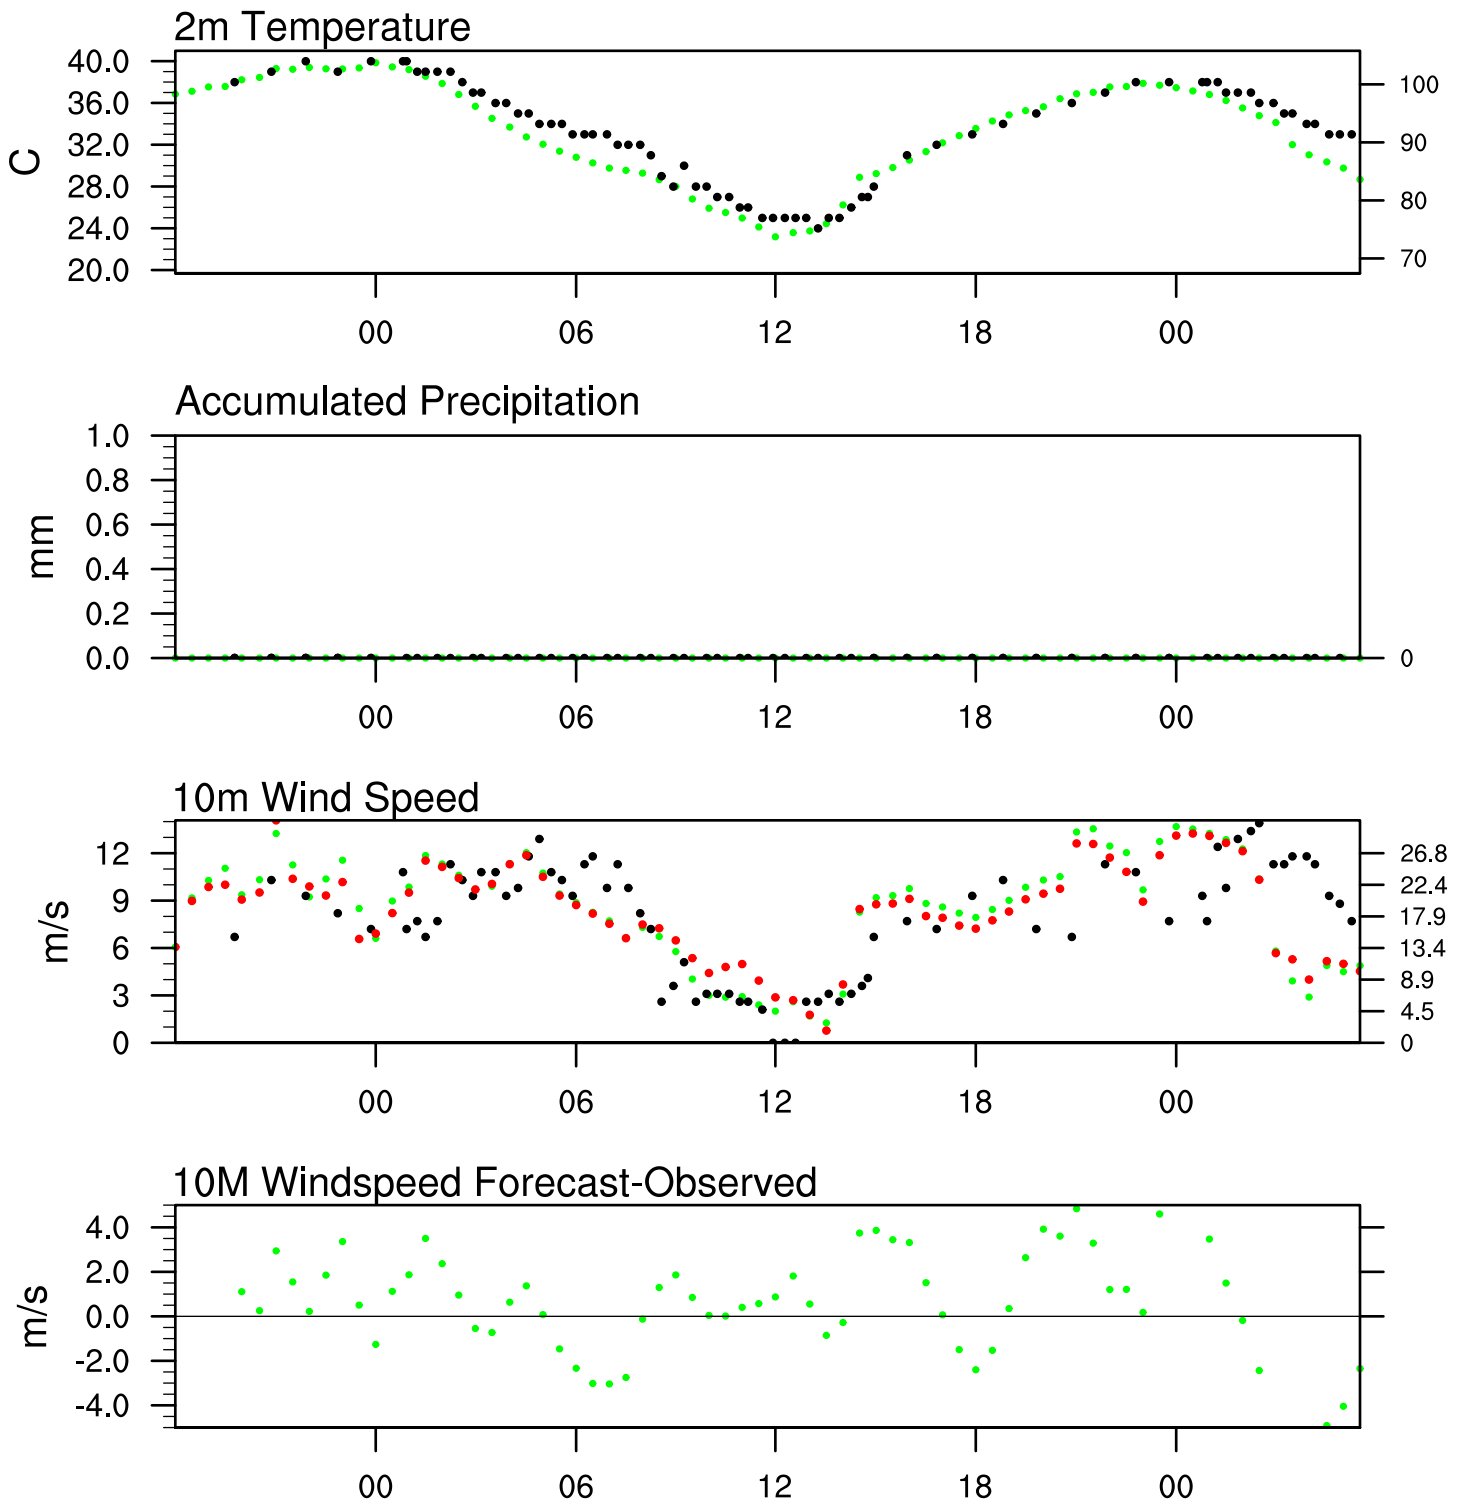 2m Temperature
40.0
36.0
32.0
28.0
24.0
20.0
C
100
90
80
70
00 06 12 18 00
Accumulated Precipitation
1.0
0.8
0.6
0.4
0.2
0.0
mm
0
00 06 12 18 00
10m Wind Speed
12
9
6
3
0
m/s
26.8
22.4
17.9
13.4
8.9
4.5
0
00 06 12 18 00
10M Windspeed Forecast-Observed
4.0
2.0
0.0
-2.0
-4.0
m/s
00 06 12 18 00